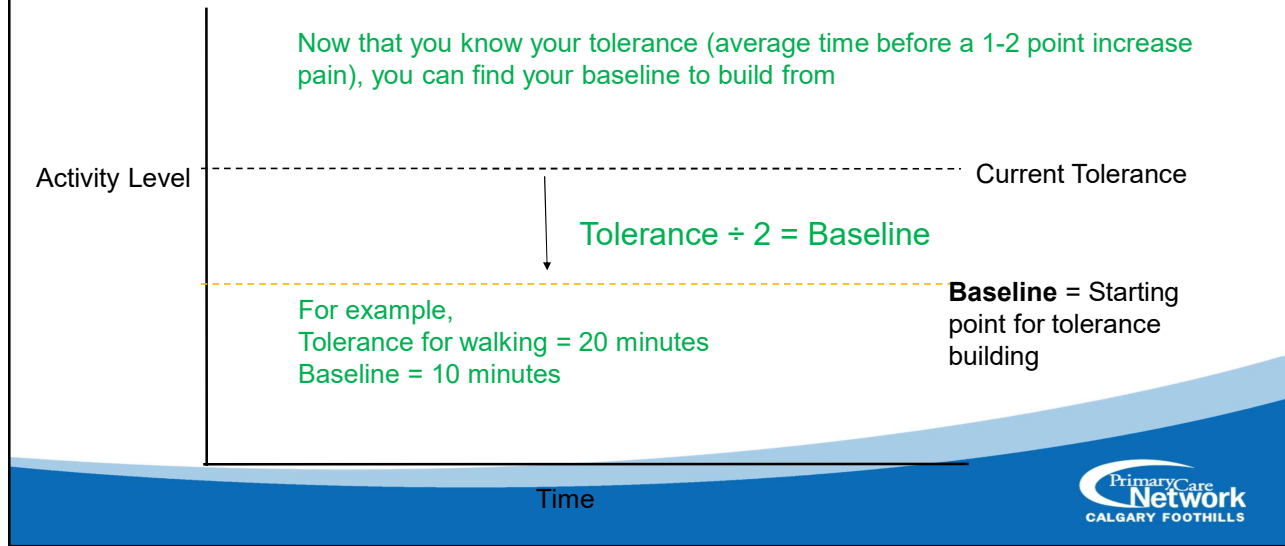 Now that you know your tolerance (average time before a 1-2 point increase
pain), you can find your baseline to build from
Activity Level
Current Tolerance
Tolerance ÷ 2 = Baseline
Baseline = Starting
point for tolerance
building
For example,
Tolerance for walking = 20 minutes
Baseline = 10 minutes
Time
PrimaryCare
Network
CALGARY FOOTHILLS